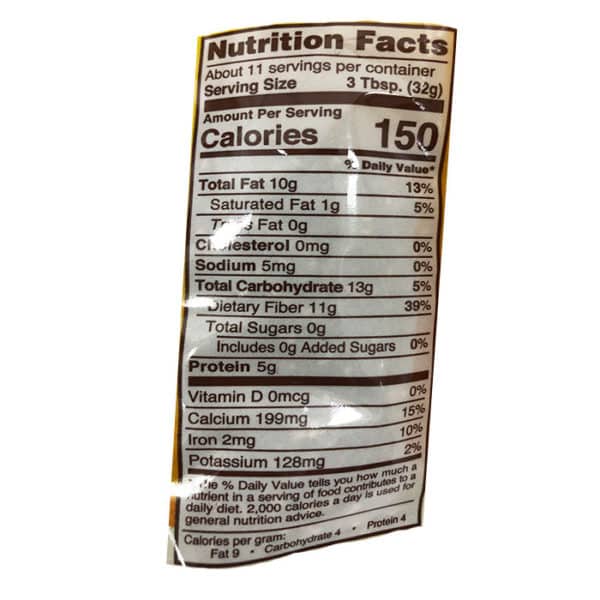 Nutrition Facts
About 11 servings per container
Serving Size 3 Tbsp. (32g)
Amount Per Serving
Calories 150
% Daily Value*
Total Fat 10g 13%
Saturated Fat 1g 5%
Trans Fat 0g
Cholesterol 0mg 0%
Sodium 5mg 0%
Total Carbohydrate 13g 5%
Dietary Fiber 11g 39%
Total Sugars 0g
Includes 0g Added Sugars 0%
Protein 5g
Vitamin D 0mcg 0%
Calcium 199mg 15%
Iron 2mg 10%
Potassium 128mg 2%
The % Daily Value tells you how much a
nutrient in a serving of food contributes to a
daily diet. 2,000 calories a day is used for
general nutrition advice.
Calories per gram:
Fat 9 • Carbohydrate 4 • Protein 4